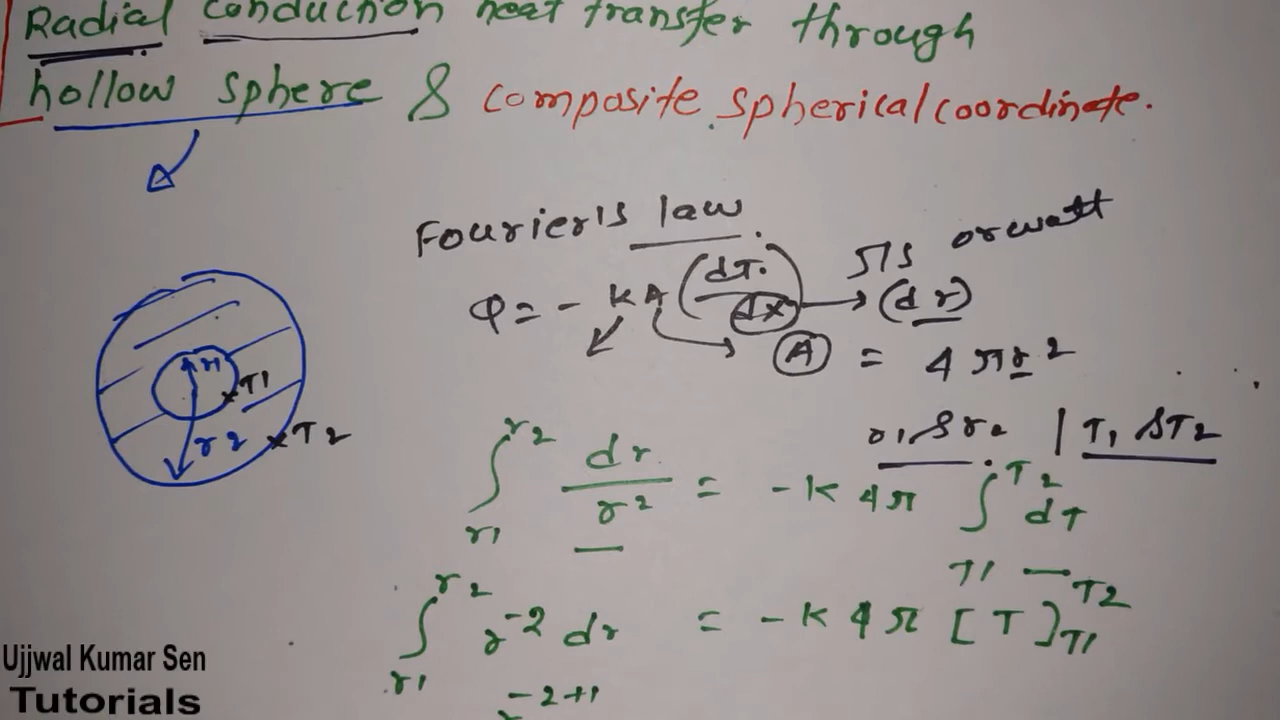 Radial conduction heat transfer through
hollow sphere & composite spherical coordinate.
Fourier's law
J/s or watt
Q = - KA (dT/dx) → (dr)
A = 4πr²
r1
T1
r2
T2
r1 & r2 | T1 & T2
∫r1^r2 dr/r² = -K 4π ∫T1^T2 dT
∫r1^r2 r^-2 dr = -K 4π [T]T1^T2
r^-2+1
Ujjwal Kumar Sen
Tutorials